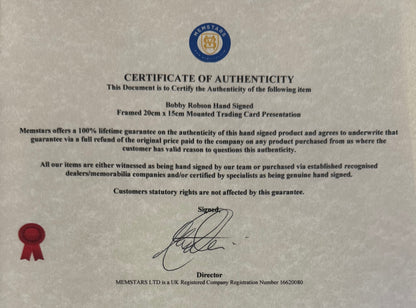 MEMSTARS
CERTIFICATE OF AUTHENTICITY
This Document is to Certify the Authenticity of the following item
Bobby Robson Hand Signed
Framed 20cm x 15cm Mounted Trading Card Presentation
Memstars offers a 100% lifetime guarantee on the authenticity of this hand signed product and agrees to underwrite that
guarantee via a full refund of the original price paid to the company on any product purchased from us where the
customer has valid reason to questions this authenticity.
All our items are either witnessed as being hand signed by our team or purchased via established recognised
dealers/memorabilia companies and/or certified by specialists as being genuine hand signed.
Customers statutory rights are not affected by this guarantee.
Signed,
Director
MEMSTARS LTD is a UK Registered Company Registration Number 16620080